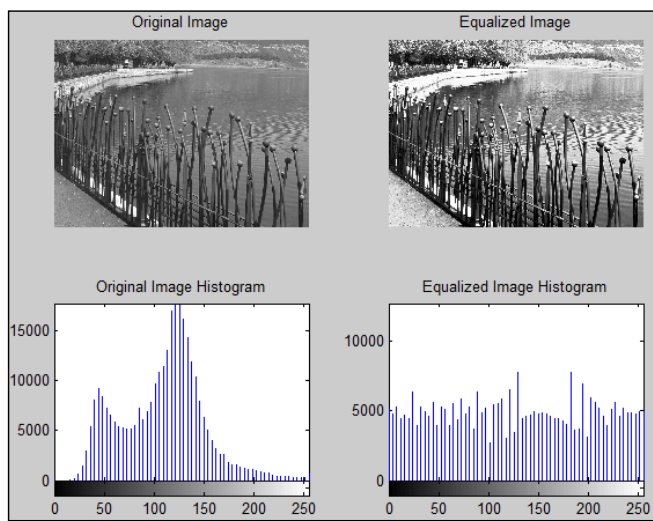 Original Image
Equalized Image
Original Image Histogram
15000
10000
5000
0
0 50 100 150 200 250
Equalized Image Histogram
10000
5000
0
0 50 100 150 200 250